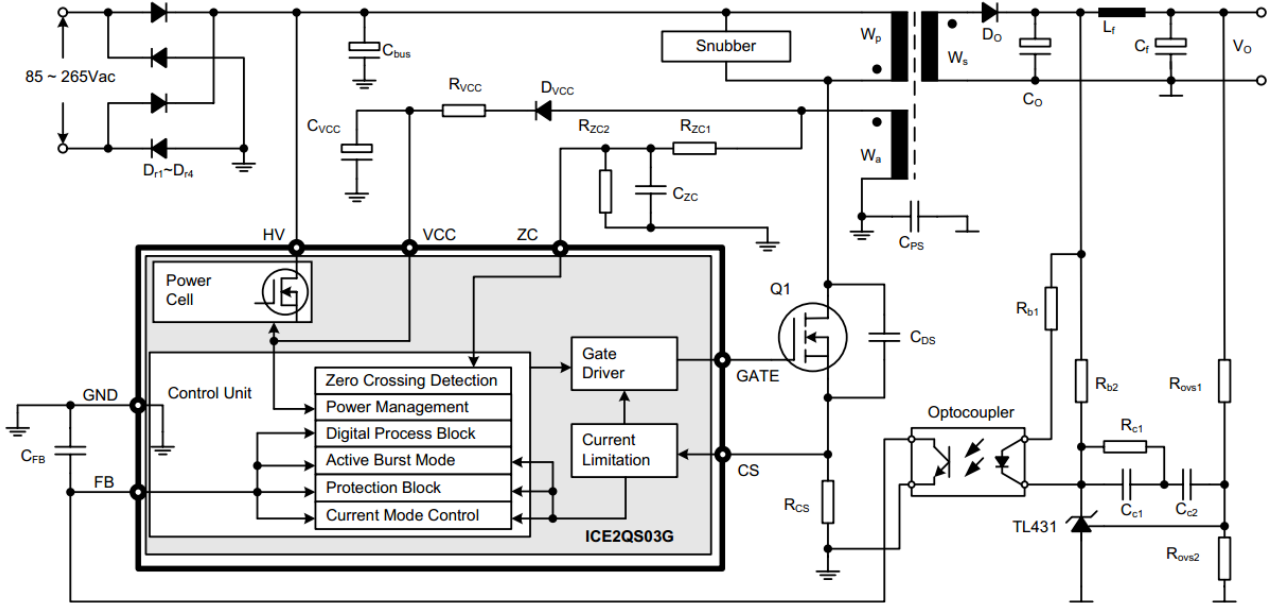 85 ~ 265Vac
Dr1~Dr4
Cbus
Snubber
Wp
Ws
DO
CO
Lf
Cf
VO
CVCC
RVCC
DVCC
RZC2
RZC1
CZC
Wa
CPS
HV
VCC
ZC
Power
Cell
Q1
CDS
Rb1
Control Unit
Zero Crossing Detection
Power Management
Digital Process Block
Active Burst Mode
Protection Block
Current Mode Control
Gate
Driver
Current
Limitation
ICE2QS03G
GATE
CS
GND
CFB
FB
RCS
Optocoupler
Rb2
Rovs1
Rc1
Cc1
Cc2
TL431
Rovs2